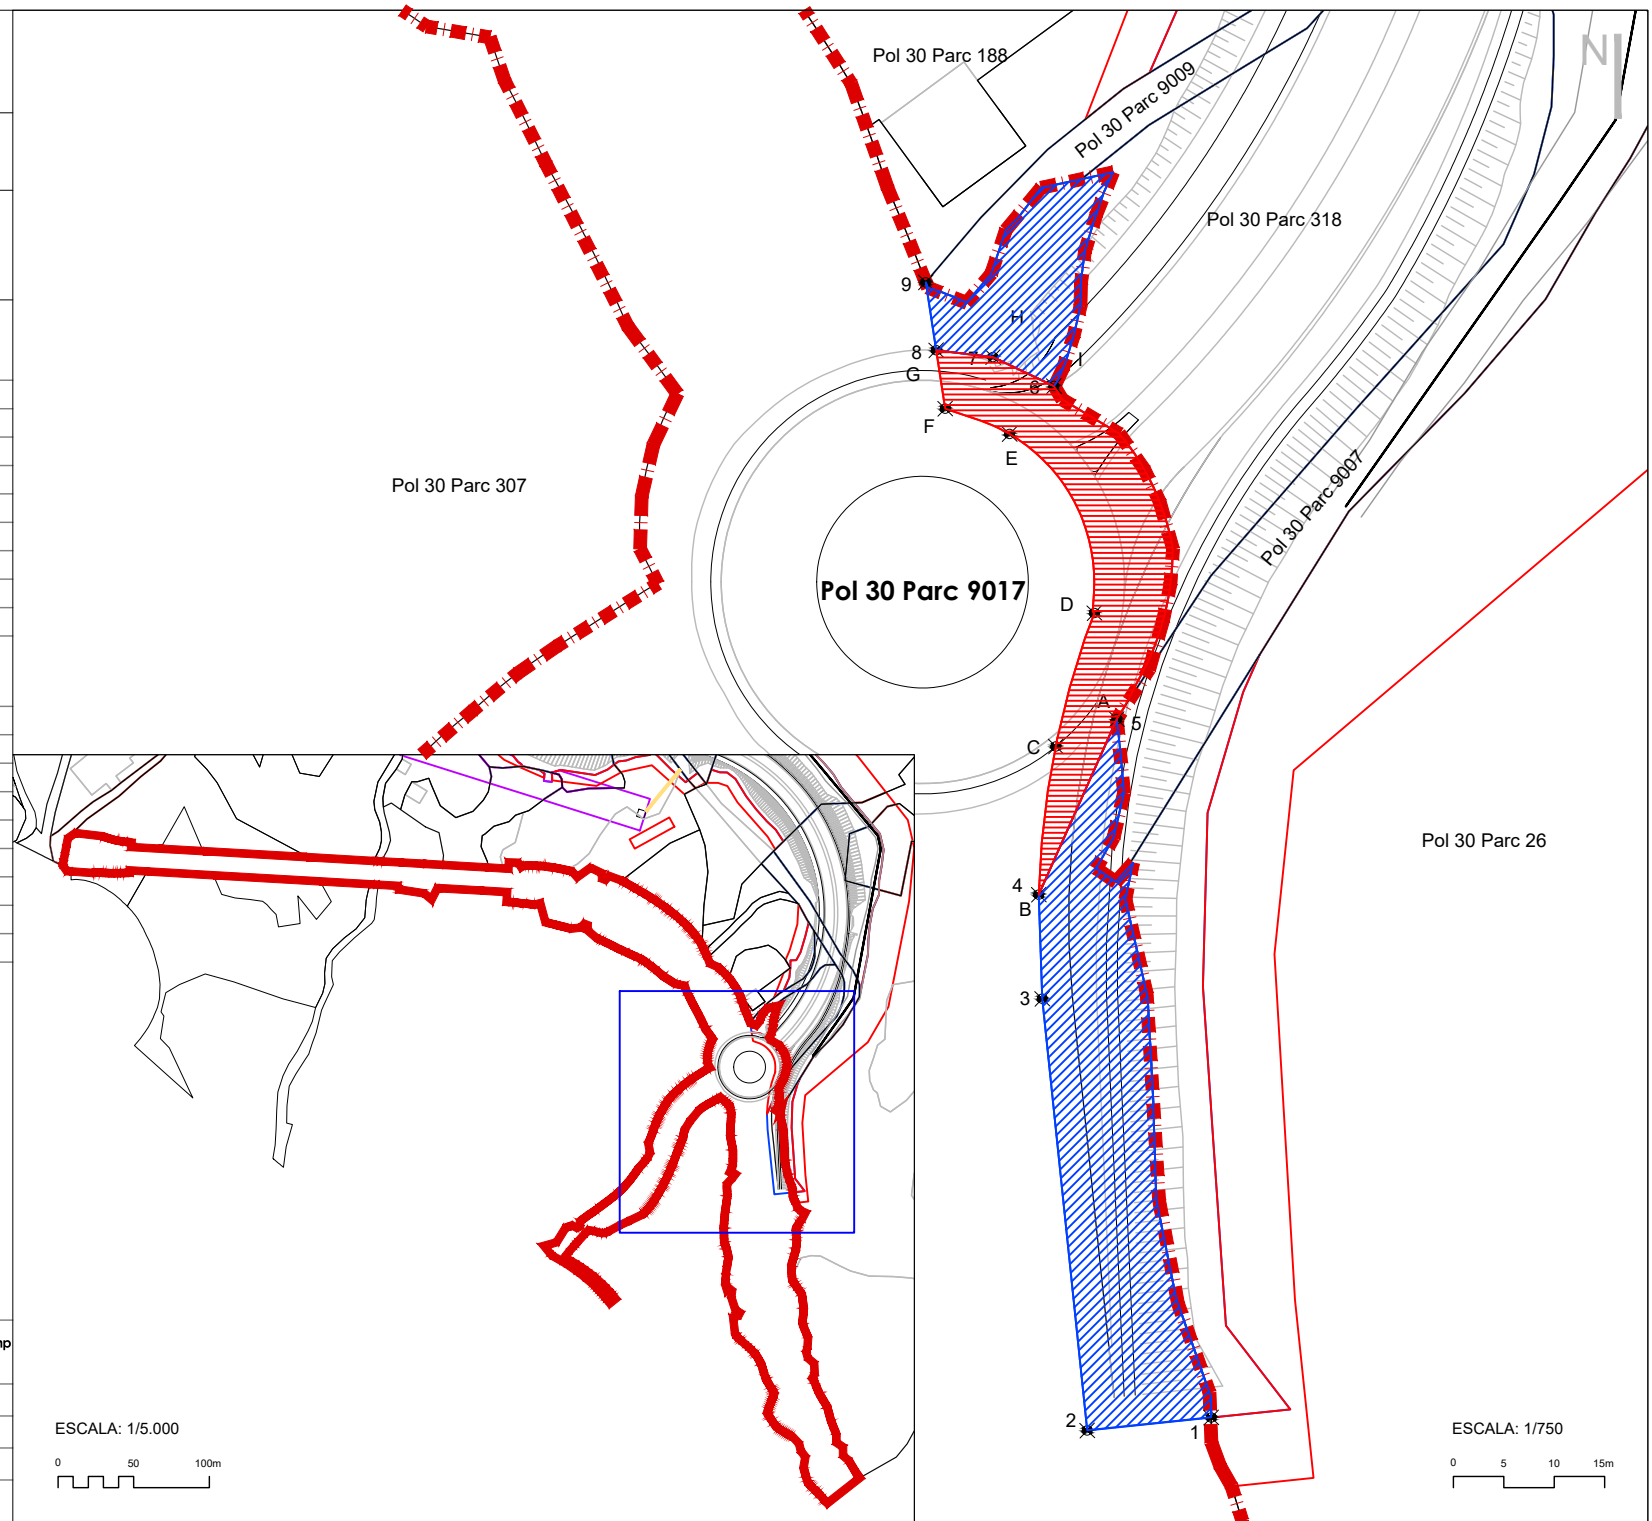 Pol 30 Parc 188
N
Pol 30 Parc 9009
Pol 30 Parc 318
9
H
8
7
I
G
6
F
E
Pol 30 Parc 307
Pol 30 Parc 9007
Pol 30 Parc 9017
D
A
5
C
Pol 30 Parc 26
4
B
3
2
1
ESCALA: 1/5.000
0 50 100m
ESCALA: 1/750
0 5 10 15m